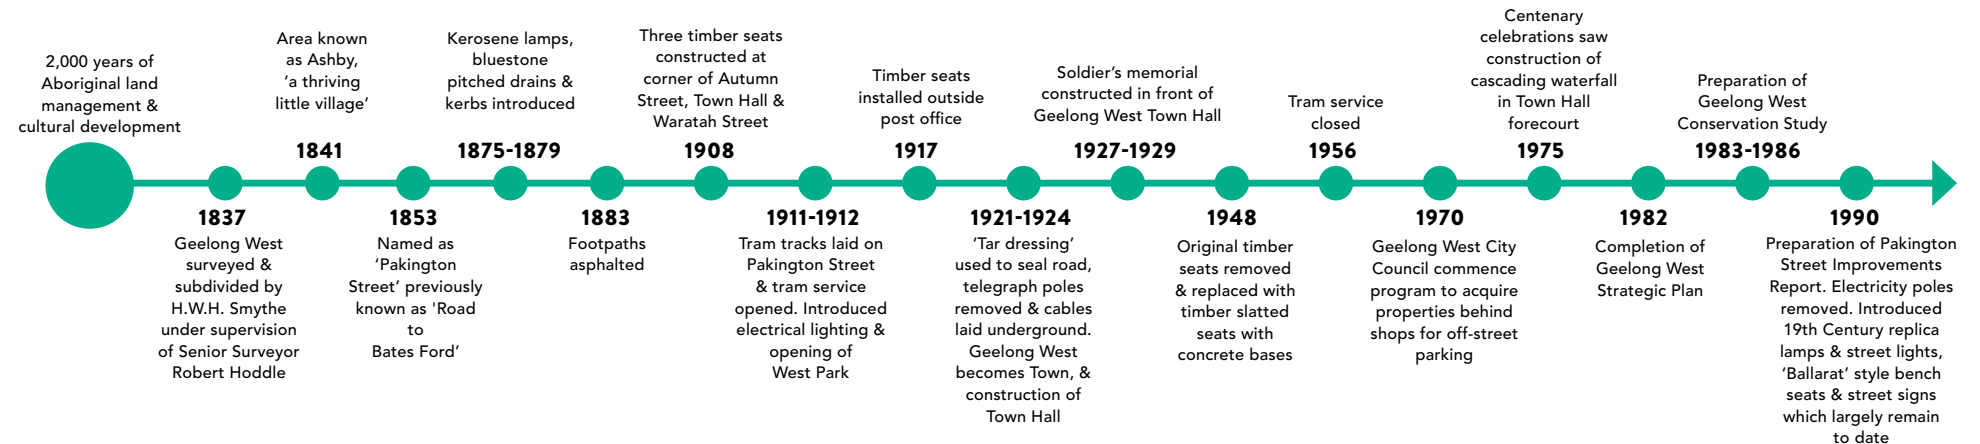 2,000 years of
Aboriginal land
management &
cultural development
1837
Geelong West
surveyed &
subdivided by
H.W.H. Smythe
under supervision
of Senior Surveyor
Robert Hoddle
Area known
as Ashby,
‘a thriving
little village’
1841
1853
Named as
‘Pakington
Street’ previously
known as 'Road
to
Bates Ford’
Kerosene lamps,
bluestone
pitched drains &
kerbs introduced
1875-1879
1883
Footpaths
asphalted
Three timber seats
constructed at
corner of Autumn
Street, Town Hall &
Waratah Street
1908
1911-1912
Tram tracks laid on
Pakington Street
& tram service
opened. Introduced
electrical lighting &
opening of
West Park
Timber seats
installed outside
post office
1917
1921-1924
‘Tar dressing’
used to seal road,
telegraph poles
removed & cables
laid underground.
Geelong West
becomes Town, &
construction of
Town Hall
Soldier’s memorial
constructed in front of
Geelong West Town Hall
1927-1929
1948
Original timber
seats removed
& replaced with
timber slatted
seats with
concrete bases
Tram service
closed
1956
1970
Geelong West City
Council commence
program to acquire
properties behind
shops for off-street
parking
Centenary
celebrations saw
construction of
cascading waterfall
in Town Hall
forecourt
1975
1982
Completion of
Geelong West
Strategic Plan
Preparation of
Geelong West
Conservation Study
1983-1986
1990
Preparation of Pakington
Street Improvements
Report. Electricity poles
removed. Introduced
19th Century replica
lamps & street lights,
‘Ballarat’ style bench
seats & street signs
which largely remain
to date